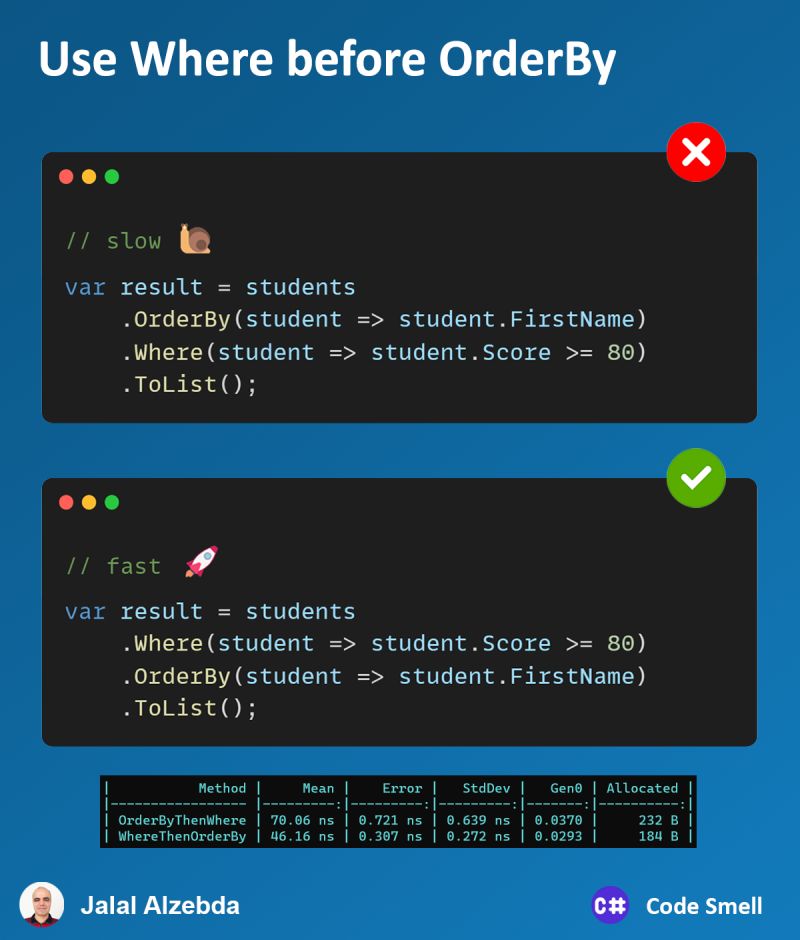 Use Where before OrderBy
// slow
var result = students
    .OrderBy(student => student.FirstName)
    .Where(student => student.Score >= 80)
    .ToList();
// fast
var result = students
    .Where(student => student.Score >= 80)
    .OrderBy(student => student.FirstName)
    .ToList();
|           Method |     Mean |    Error |   StdDev |   Gen0 | Allocated |
|----------------- |---------:|---------:|---------:|-------:|----------:|
| OrderByThenWhere | 70.06 ns | 0.721 ns | 0.639 ns | 0.0370 |     232 B |
| WhereThenOrderBy | 46.16 ns | 0.307 ns | 0.272 ns | 0.0293 |     184 B |
Jalal Alzebda
C# Code Smell